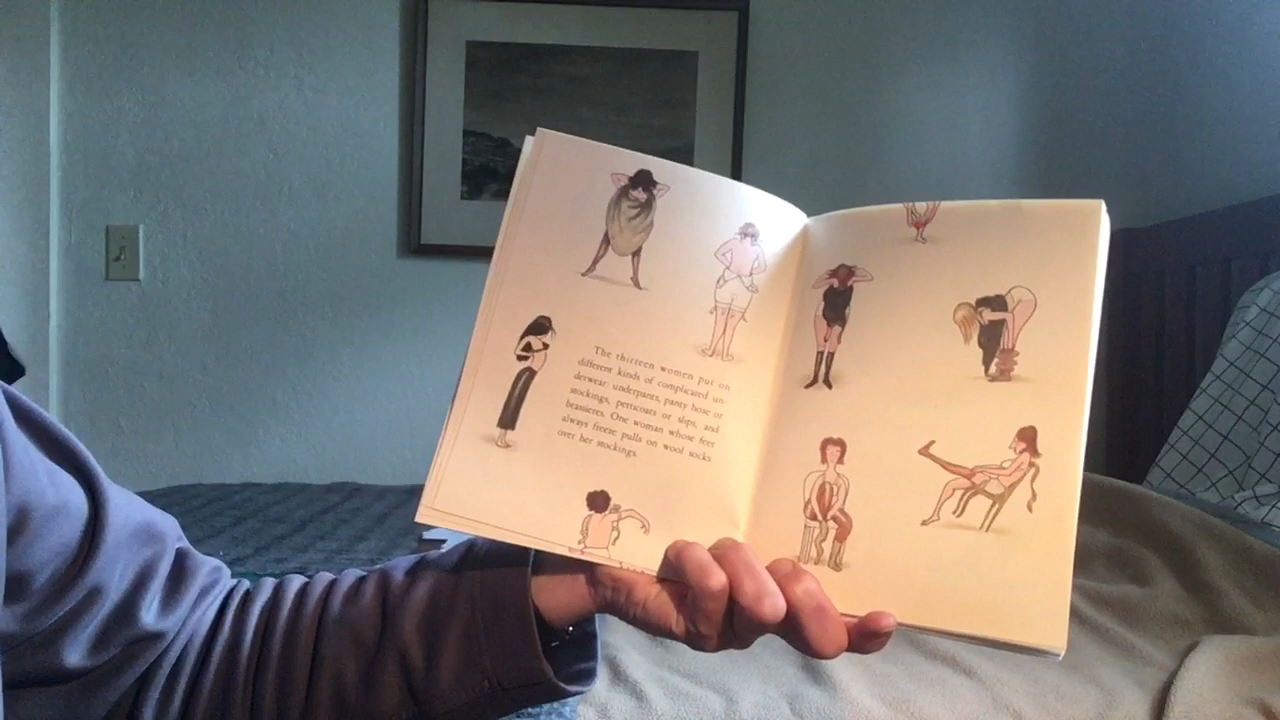 The thirteen women put on
different kinds of complicated un-
derwear: underpants, panty hose or
stockings, petticoats or slips, and
brassieres. One woman whose feet
always freeze pulls on wool socks
over her stockings.